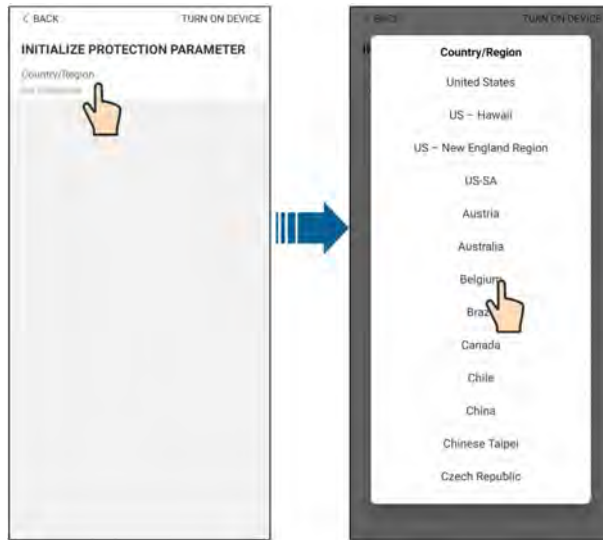 < BACK
TURN ON DEVICE
INITIALIZE PROTECTION PARAMETER
Country/Region
< BACK
TURN ON DEVICE
Country/Region
United States
US - Hawaii
US - New England Region
US-SA
Austria
Australia
Belgium
Brazil
Canada
Chile
China
Chinese Taipei
Czech Republic